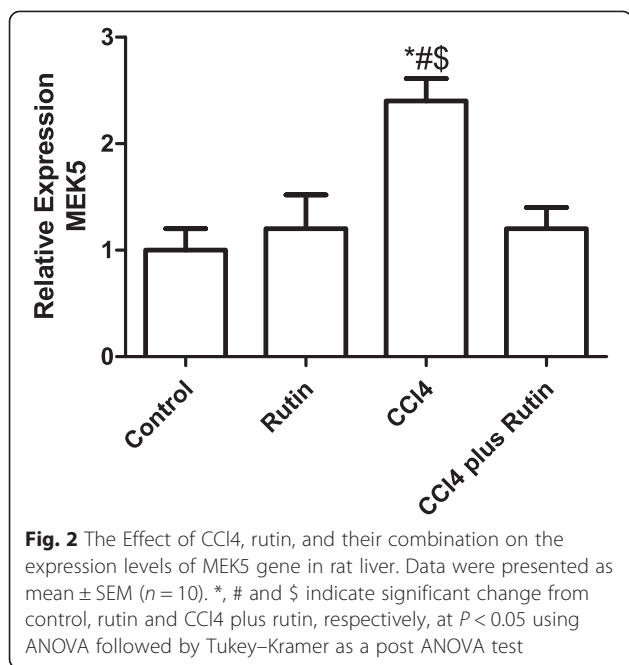 3
2
1
0
Relative Expression
MEK5
*#$
Control
Rutin
CCl4
CCl4 plus Rutin
Fig. 2 The Effect of CCl4, rutin, and their combination on the
expression levels of MEK5 gene in rat liver. Data were presented as
mean ± SEM (n = 10). *, # and $ indicate significant change from
control, rutin and CCl4 plus rutin, respectively, at P < 0.05 using
ANOVA followed by Tukey–Kramer as a post ANOVA test